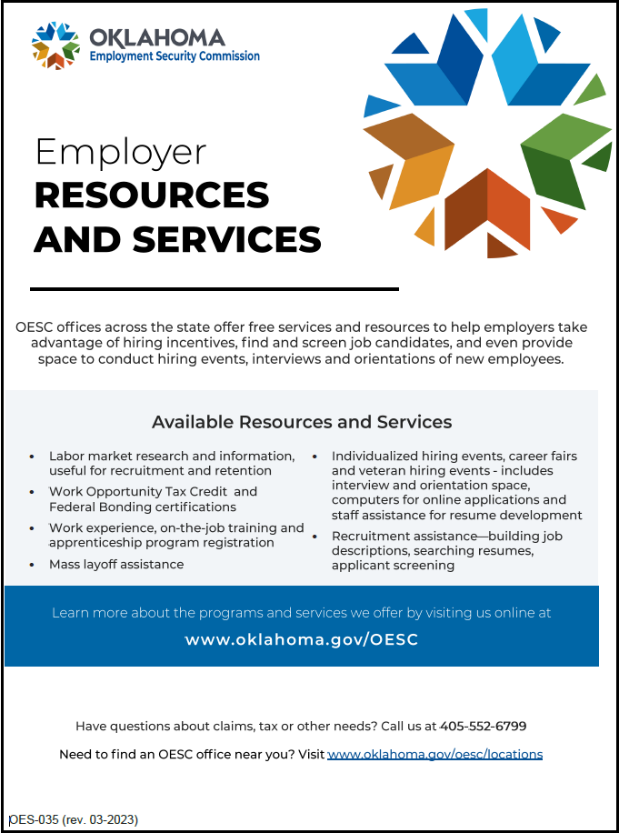 OKLAHOMA
Employment Security Commission
Employer
RESOURCES
AND SERVICES
OESC offices across the state offer free services and resources to help employers take
advantage of hiring incentives, find and screen job candidates, and even provide
space to conduct hiring events, interviews and orientations of new employees.
Available Resources and Services
• Labor market research and information,
useful for recruitment and retention
• Work Opportunity Tax Credit and
Federal Bonding certifications
• Work experience, on-the-job training and
apprenticeship program registration
• Mass layoff assistance
• Individualized hiring events, career fairs
and veteran hiring events - includes
interview and orientation space,
computers for online applications and
staff assistance for resume development
• Recruitment assistance—building job
descriptions, searching resumes,
applicant screening
Learn more about the programs and services we offer by visiting us online at
www.oklahoma.gov/OESC
Have questions about claims, tax or other needs? Call us at 405-552-6799
Need to find an OESC office near you? Visit www.oklahoma.gov/oesc/locations
OES-035 (rev. 03-2023)